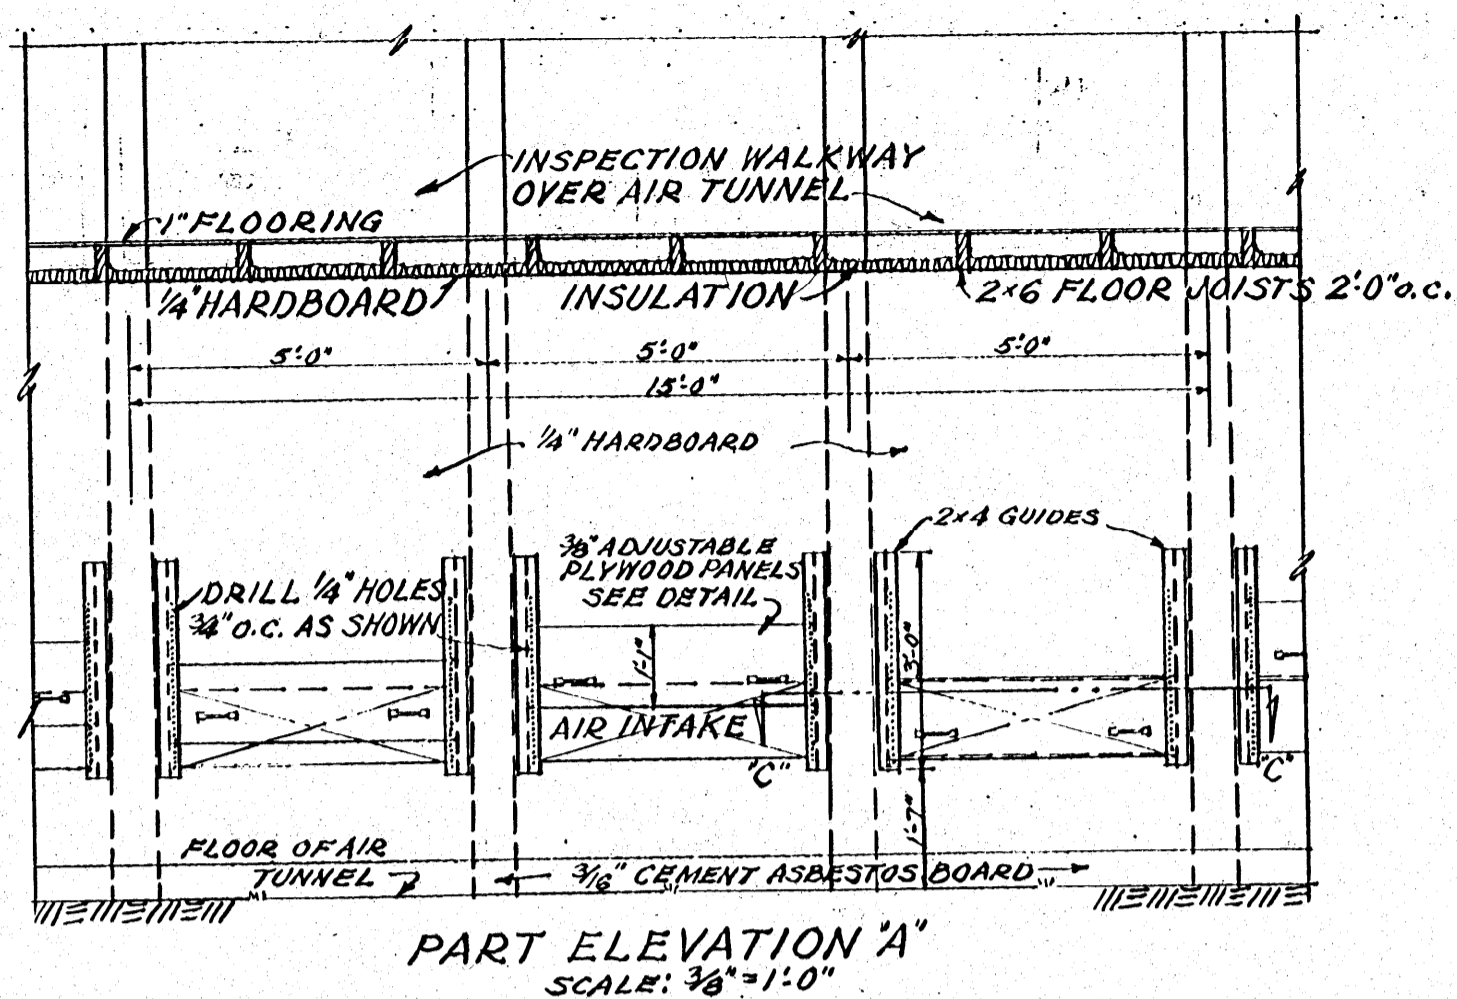 INSPECTION WALKWAY
OVER AIR TUNNEL
1" FLOORING
1/4" HARDBOARD
INSULATION
2×6 FLOOR JOISTS 2'-0" o.c.
5'-0"
5'-0"
5'-0"
15'-0"
1/4" HARDBOARD
2×4 GUIDES
3/8" ADJUSTABLE
PLYWOOD PANELS
SEE DETAIL
DRILL 1/4" HOLES
3/4" O.C. AS SHOWN
1'-1"
3'-0"
AIR INTAKE
"C"
"C"
1'-7"
FLOOR OF AIR
TUNNEL
3/16" CEMENT ASBESTOS BOARD
PART ELEVATION "A"
SCALE: 3/8" = 1'-0"